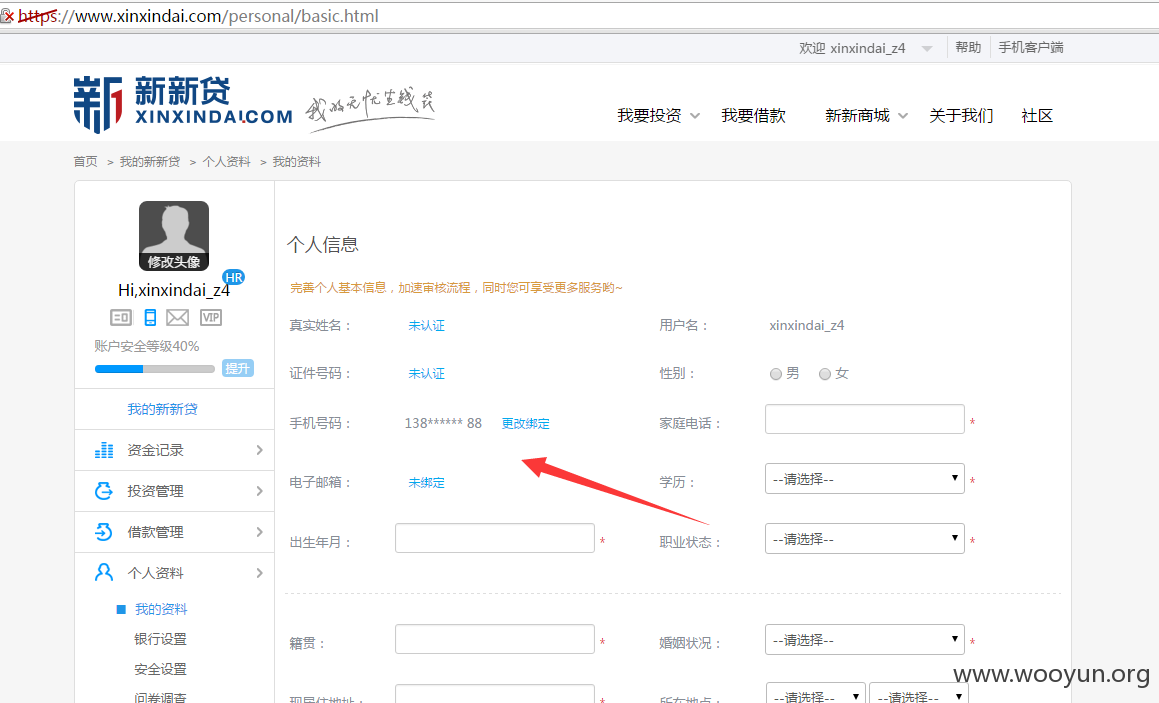 https://www.xinxindai.com/personal/basic.html
欢迎 xinxindai_z4 帮助 手机客户端
新新贷
XINXINDAI.COM
我的无忧生钱袋
我要投资 我要借款 新新商城 关于我们 社区
首页 > 我的新新贷 > 个人资料 > 我的资料
修改头像
HR
Hi,xinxindai_z4
VIP
账户安全等级40%
提升
我的新新贷
资金记录
投资管理
借款管理
个人资料
我的资料
银行设置
安全设置
问卷调查
个人信息
完善个人基本信息，加速审核流程，同时您可享受更多服务哟~
真实姓名： 未认证 用户名： xinxindai_z4
证件号码： 未认证 性别： 男 女
手机号码： 138****** 88 更改绑定 家庭电话： *
电子邮箱： 未绑定 学历： --请选择-- *
出生年月： * 职业状态： --请选择-- *
籍贯： * 婚姻状况： --请选择-- *
现居住地址： * 所在地点： --请选择-- --请选择--
www.wooyun.org